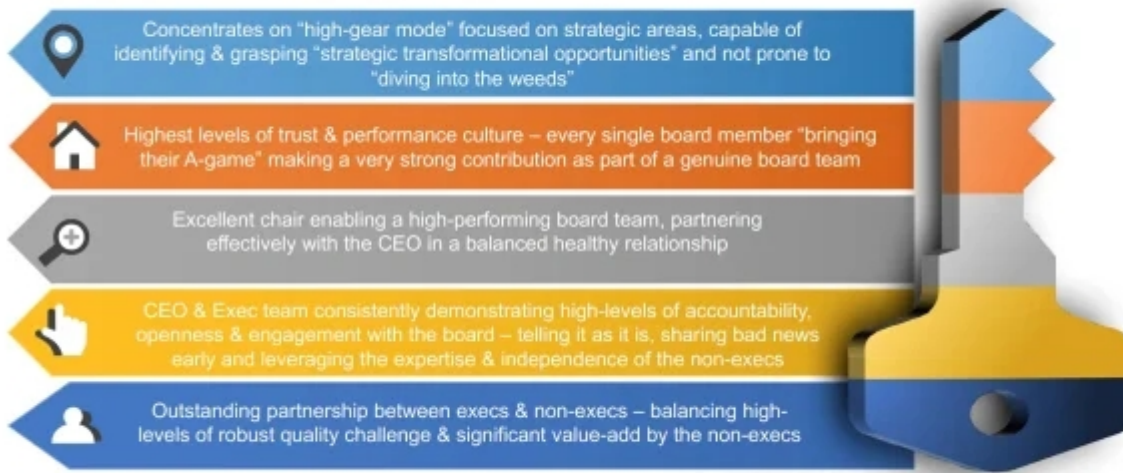 Concentrates on “high-gear mode” focused on strategic areas, capable of
identifying & grasping “strategic transformational opportunities” and not prone to
“diving into the weeds”
Highest levels of trust & performance culture – every single board member “bringing
their A-game” making a very strong contribution as part of a genuine board team
Excellent chair enabling a high-performing board team, partnering
effectively with the CEO in a balanced healthy relationship
CEO & Exec team consistently demonstrating high-levels of accountability,
openness & engagement with the board – telling it as it is, sharing bad news
early and leveraging the expertise & independence of the non-execs
Outstanding partnership between execs & non-execs – balancing high-
levels of robust quality challenge & significant value-add by the non-execs